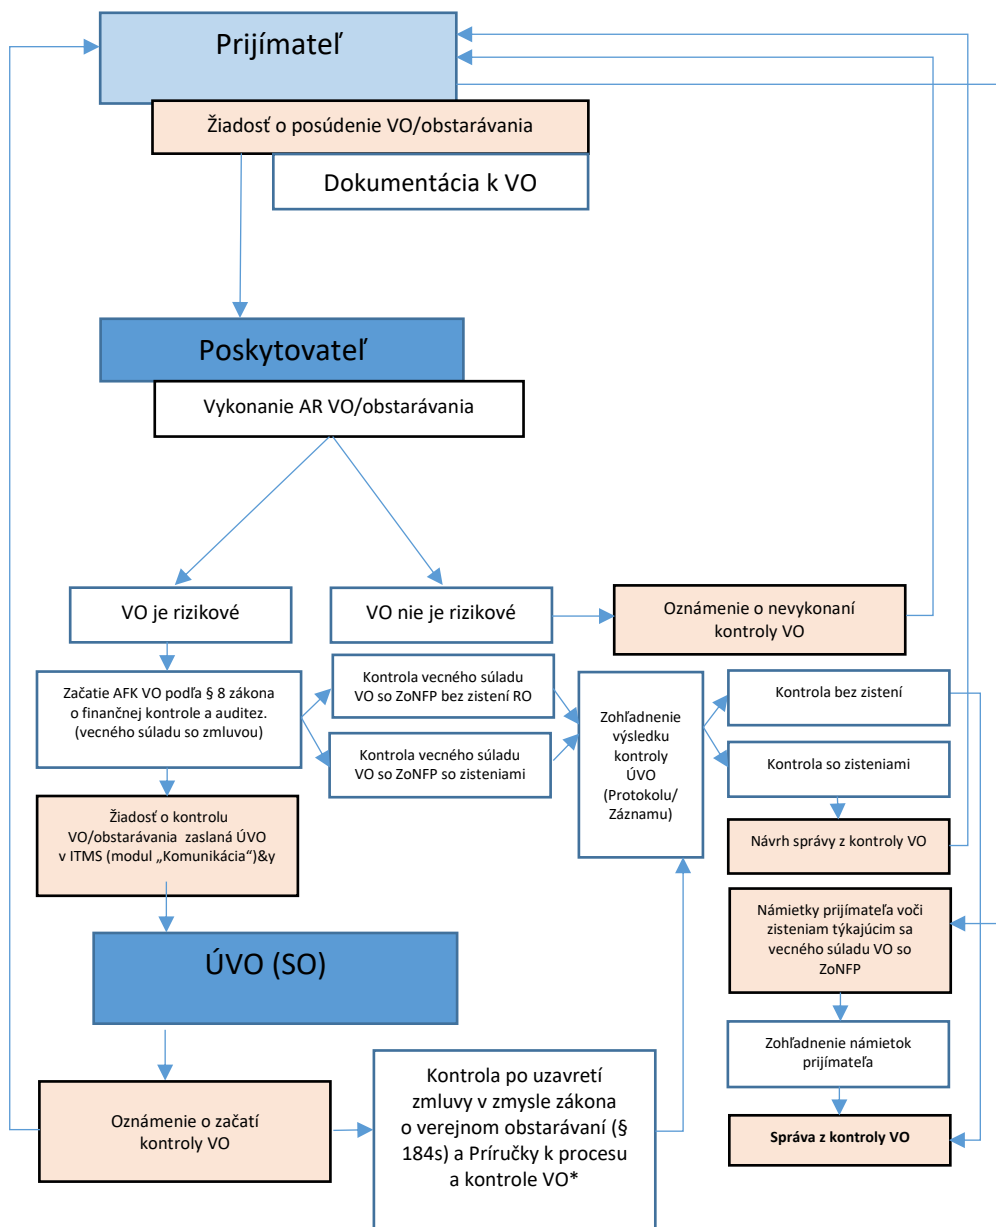 Prijímateľ
Žiadosť o posúdenie VO/obstarávania
Dokumentácia k VO
Poskytovateľ
Vykonanie AR VO/obstarávania
VO je rizikové
VO nie je rizikové
Oznámenie o nevykonaní
kontroly VO
Začatie AFK VO podľa § 8 zákona
o finančnej kontrole a auditez.
(vecného súladu so zmluvou)
Kontrola vecného súladu
VO so ZoNFP bez zistení RO
Kontrola vecného súladu
VO so ZoNFP so zisteniami
Zohľadnenie
výsledku
kontroly
ÚVO
(Protokolu/
Záznamu)
Kontrola bez zistení
Kontrola so zisteniami
Návrh správy z kontroly VO
Žiadosť o kontrolu
VO/obstarávania zaslaná ÚVO
v ITMS (modul „Komunikácia“)&y
Námietky prijímateľa voči
zisteniam týkajúcim sa
vecného súladu VO so
ZoNFP
ÚVO (SO)
Zohľadnenie námietok
prijímateľa
Oznámenie o začatí
kontroly VO
Kontrola po uzavretí
zmluvy v zmysle zákona
o verejnom obstarávaní (§
184s) a Príručky k procesu
a kontrole VO*
Správa z kontroly VO